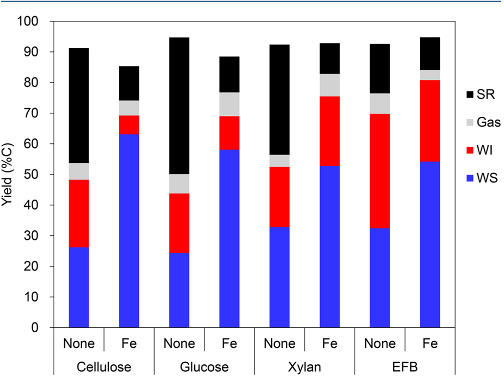 100
90
80
70
60
50
40
30
20
10
0
Yield (%C)
SR
Gas
WI
WS
None Fe None Fe None Fe None Fe
Cellulose Glucose Xylan EFB